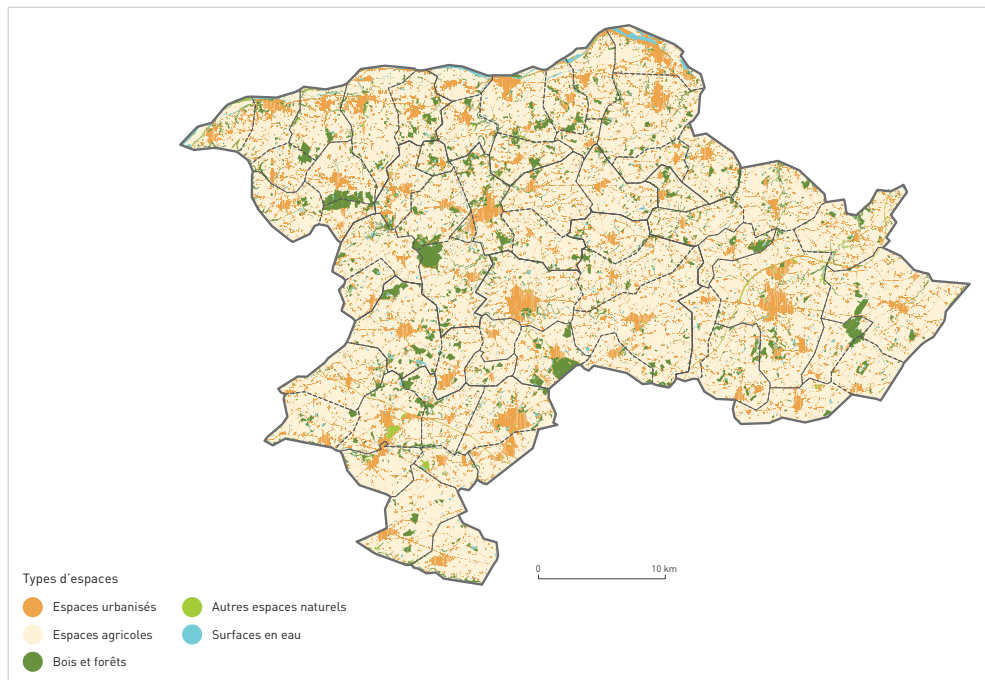 0
10 km
Types d'espaces
Espaces urbanisés
Autres espaces naturels
Espaces agricoles
Surfaces en eau
Bois et forêts